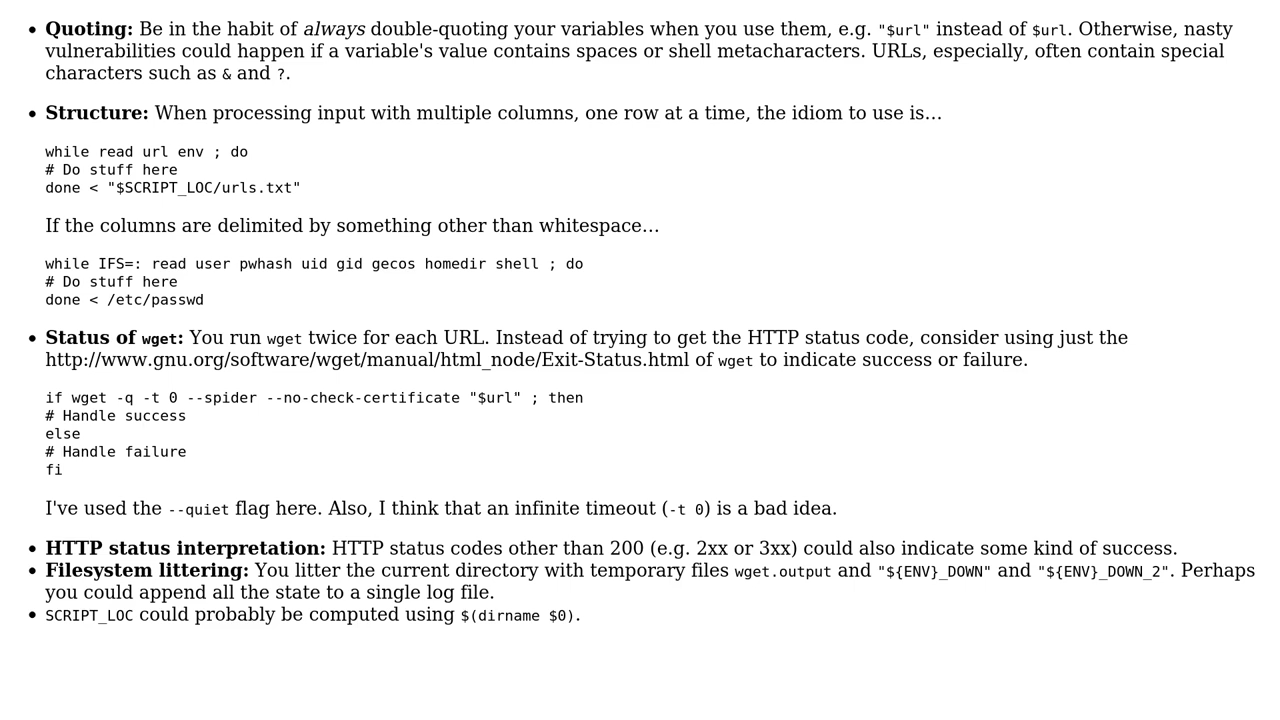 • Quoting: Be in the habit of always double-quoting your variables when you use them, e.g. "$url" instead of $url. Otherwise, nasty
vulnerabilities could happen if a variable's value contains spaces or shell metacharacters. URLs, especially, often contain special
characters such as & and ?.
• Structure: When processing input with multiple columns, one row at a time, the idiom to use is…
while read url env ; do
# Do stuff here
done < "$SCRIPT_LOC/urls.txt"
If the columns are delimited by something other than whitespace…
while IFS=: read user pwhash uid gid gecos homedir shell ; do
# Do stuff here
done < /etc/passwd
• Status of wget: You run wget twice for each URL. Instead of trying to get the HTTP status code, consider using just the
http://www.gnu.org/software/wget/manual/html_node/Exit-Status.html of wget to indicate success or failure.
if wget -q -t 0 --spider --no-check-certificate "$url" ; then
# Handle success
else
# Handle failure
fi
I've used the --quiet flag here. Also, I think that an infinite timeout (-t 0) is a bad idea.
• HTTP status interpretation: HTTP status codes other than 200 (e.g. 2xx or 3xx) could also indicate some kind of success.
• Filesystem littering: You litter the current directory with temporary files wget.output and "${ENV}_DOWN" and "${ENV}_DOWN_2". Perhaps
you could append all the state to a single log file.
• SCRIPT_LOC could probably be computed using $(dirname $0).